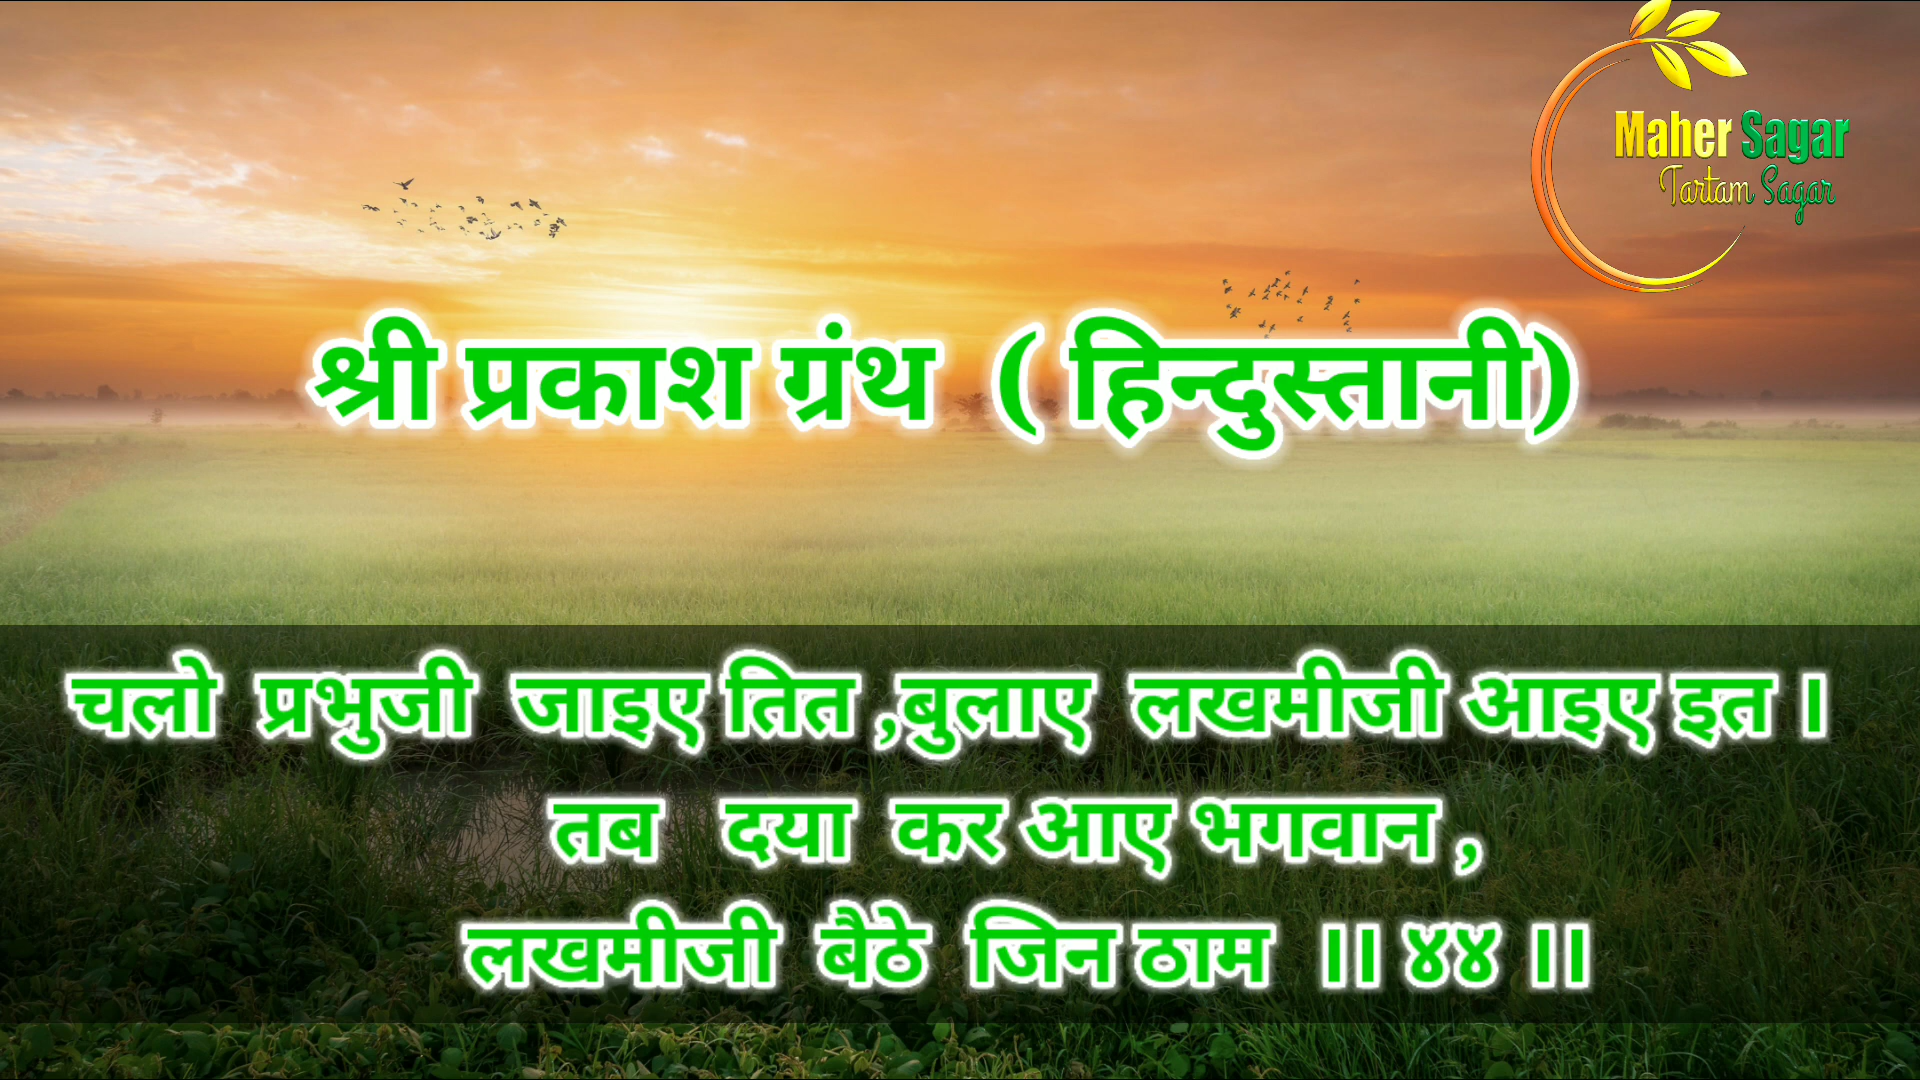 Maher Sagar
Tartam Sagar
श्री प्रकाश ग्रंथ ( हिन्दुस्तानी)
चलो प्रभुजी जाइए तित ,बुलाए लखमीजी आइए इत ।
तब दया कर आए भगवान ,
लखमीजी बैठे जिन ठाम ।। ४४ ।।